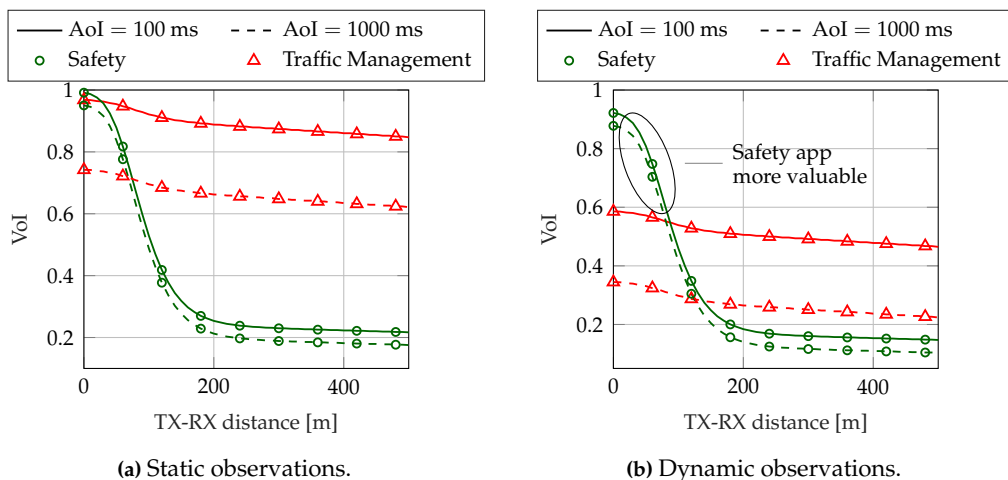 AoI = 100 ms
AoI = 1000 ms
Safety
Traffic Management
1
0.8
0.6
0.4
0.2
VoI
0
200
400
TX-RX distance [m]
(a) Static observations.
AoI = 100 ms
AoI = 1000 ms
Safety
Traffic Management
1
0.8
0.6
0.4
0.2
VoI
Safety app
more valuable
0
200
400
TX-RX distance [m]
(b) Dynamic observations.